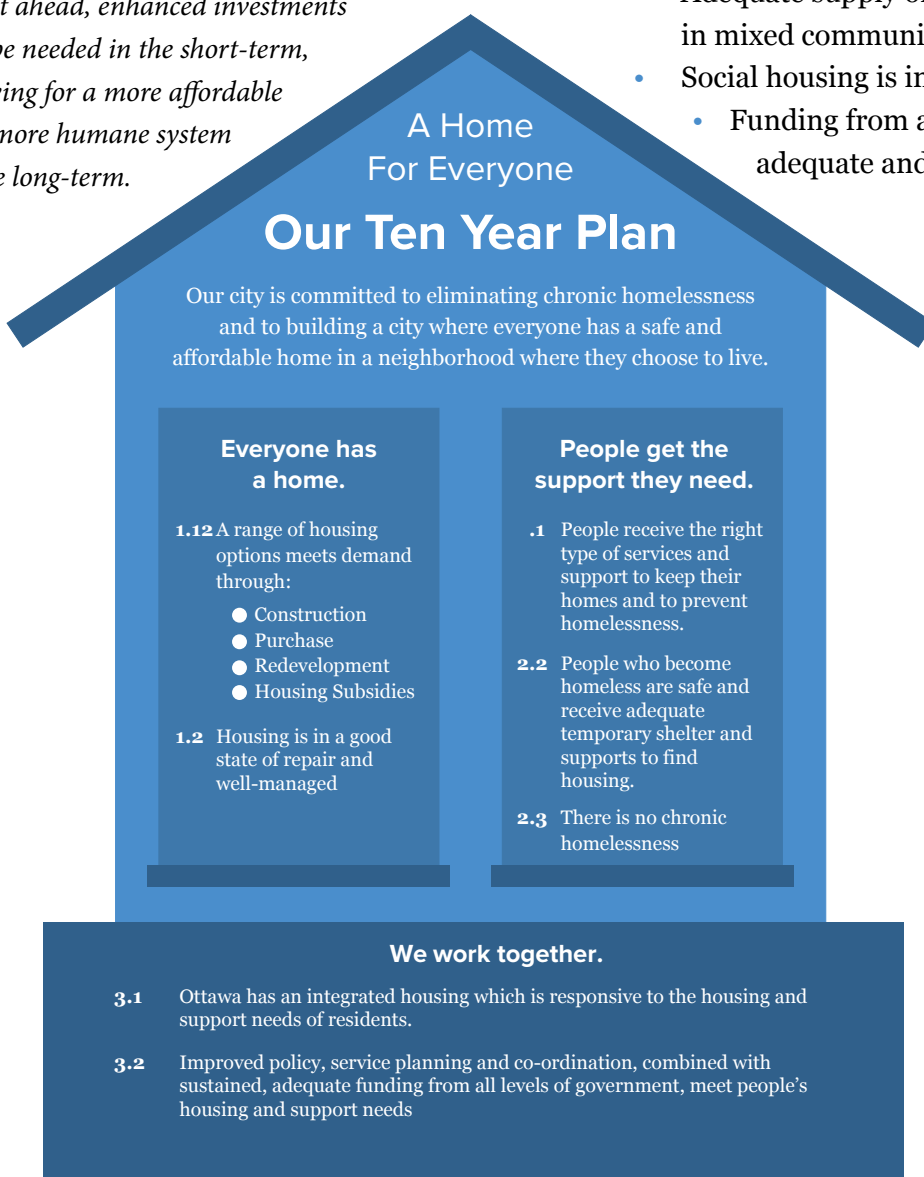 t ahead, enhanced investments
be needed in the short-term,
ing for a more affordable
more humane system
e long-term.
in mixed communi
• Social housing is in
• Funding from a
adequate and
A Home
For Everyone
Our Ten Year Plan
Our city is committed to eliminating chronic homelessness
and to building a city where everyone has a safe and
affordable home in a neighborhood where they choose to live.
Everyone has
a home.
1.12 A range of housing
options meets demand
through:
● Construction
● Purchase
● Redevelopment
● Housing Subsidies
1.2 Housing is in a good
state of repair and
well-managed
People get the
support they need.
.1 People receive the right
type of services and
support to keep their
homes and to prevent
homelessness.
2.2 People who become
homeless are safe and
receive adequate
temporary shelter and
supports to find
housing.
2.3 There is no chronic
homelessness
We work together.
3.1 Ottawa has an integrated housing which is responsive to the housing and
support needs of residents.
3.2 Improved policy, service planning and co-ordination, combined with
sustained, adequate funding from all levels of government, meet people's
housing and support needs